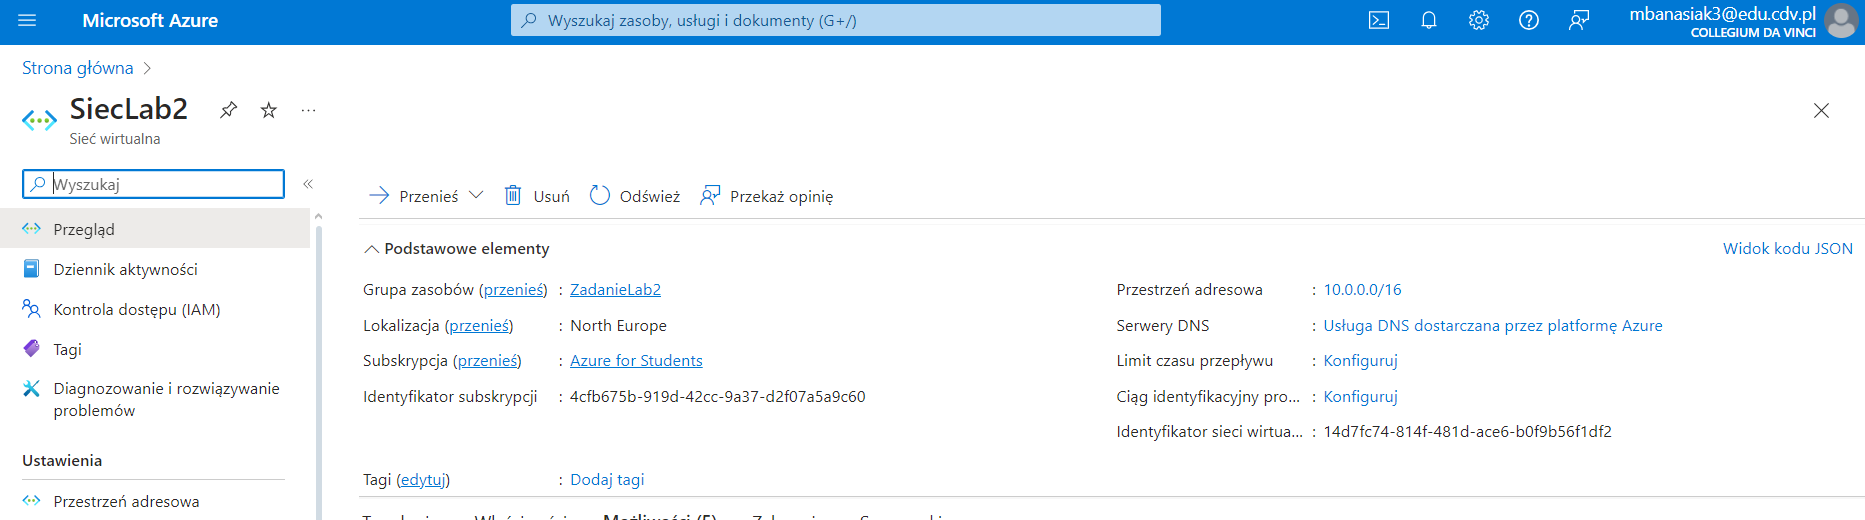 Microsoft Azure
Wyszukaj zasoby, usługi i dokumenty (G+/)
mbanasiak3@edu.cdv.pl
COLLEGIUM DA VINCI
Strona główna
SiecLab2
Sieć wirtualna
Wyszukaj
Przegląd
Dziennik aktywności
Kontrola dostępu (IAM)
Tagi
Diagnozowanie i rozwiązywanie
problemów
Ustawienia
Przestrzeń adresowa
Przenieś
Usuń
Odśwież
Przekaż opinię
Podstawowe elementy
Widok kodu JSON
Grupa zasobów (przenieś) : ZadanieLab2
Lokalizacja (przenieś) : North Europe
Subskrypcja (przenieś) : Azure for Students
Identyfikator subskrypcji : 4cfb675b-919d-42cc-9a37-d2f07a5a9c60
Przestrzeń adresowa : 10.0.0.0/16
Serwery DNS : Usługa DNS dostarczana przez platformę Azure
Limit czasu przepływu : Konfiguruj
Ciąg identyfikacyjny pro... : Konfiguruj
Identyfikator sieci wirtua... : 14d7fc74-814f-481d-ace6-b0f9b56f1df2
Tagi (edytuj) : Dodaj tagi
Możliwości (5)